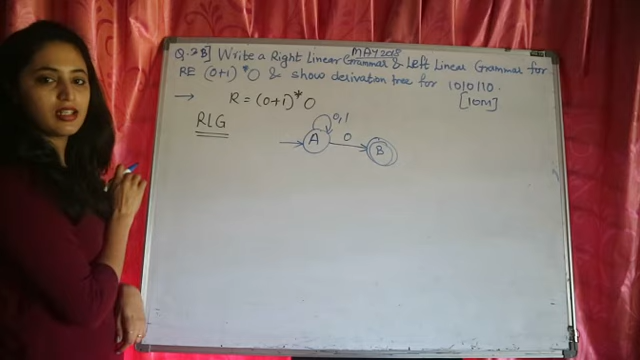 MAY 2018
Q.2B] Write a Right Linear Grammar & Left Linear Grammar for
RE (0+1)*0 & show derivation tree for 1010110.
[10M]
→ R = (0+1)*0
RLG
0,1
A 0 B